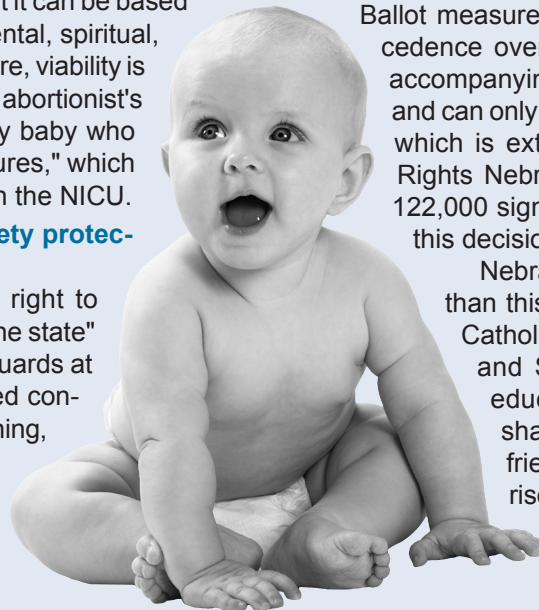 t it can be based
ental, spiritual,
re, viability is
abortionist's
y baby who
ures," which
n the NICU.
ety protec-
right to
ne state"
uards at
ed con-
ning,
Ballot measure
cedence over
accompanyin
and can only
which is ext
Rights Nebr
122,000 sign
this decisio
Nebra
than this
Cathol
and S
educ
sha
frie
rise